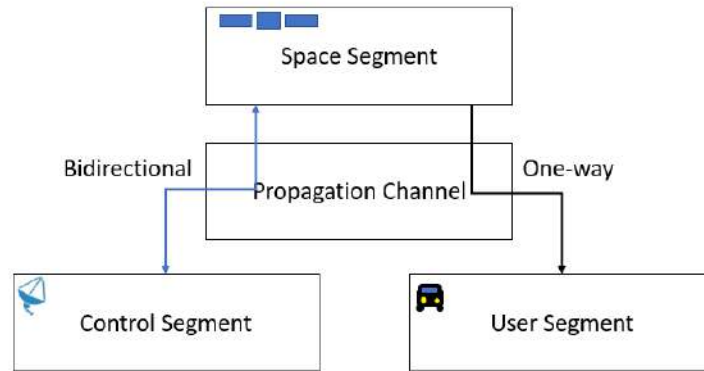 Space Segment
Bidirectional
One-way
Propagation Channel
Control Segment
User Segment